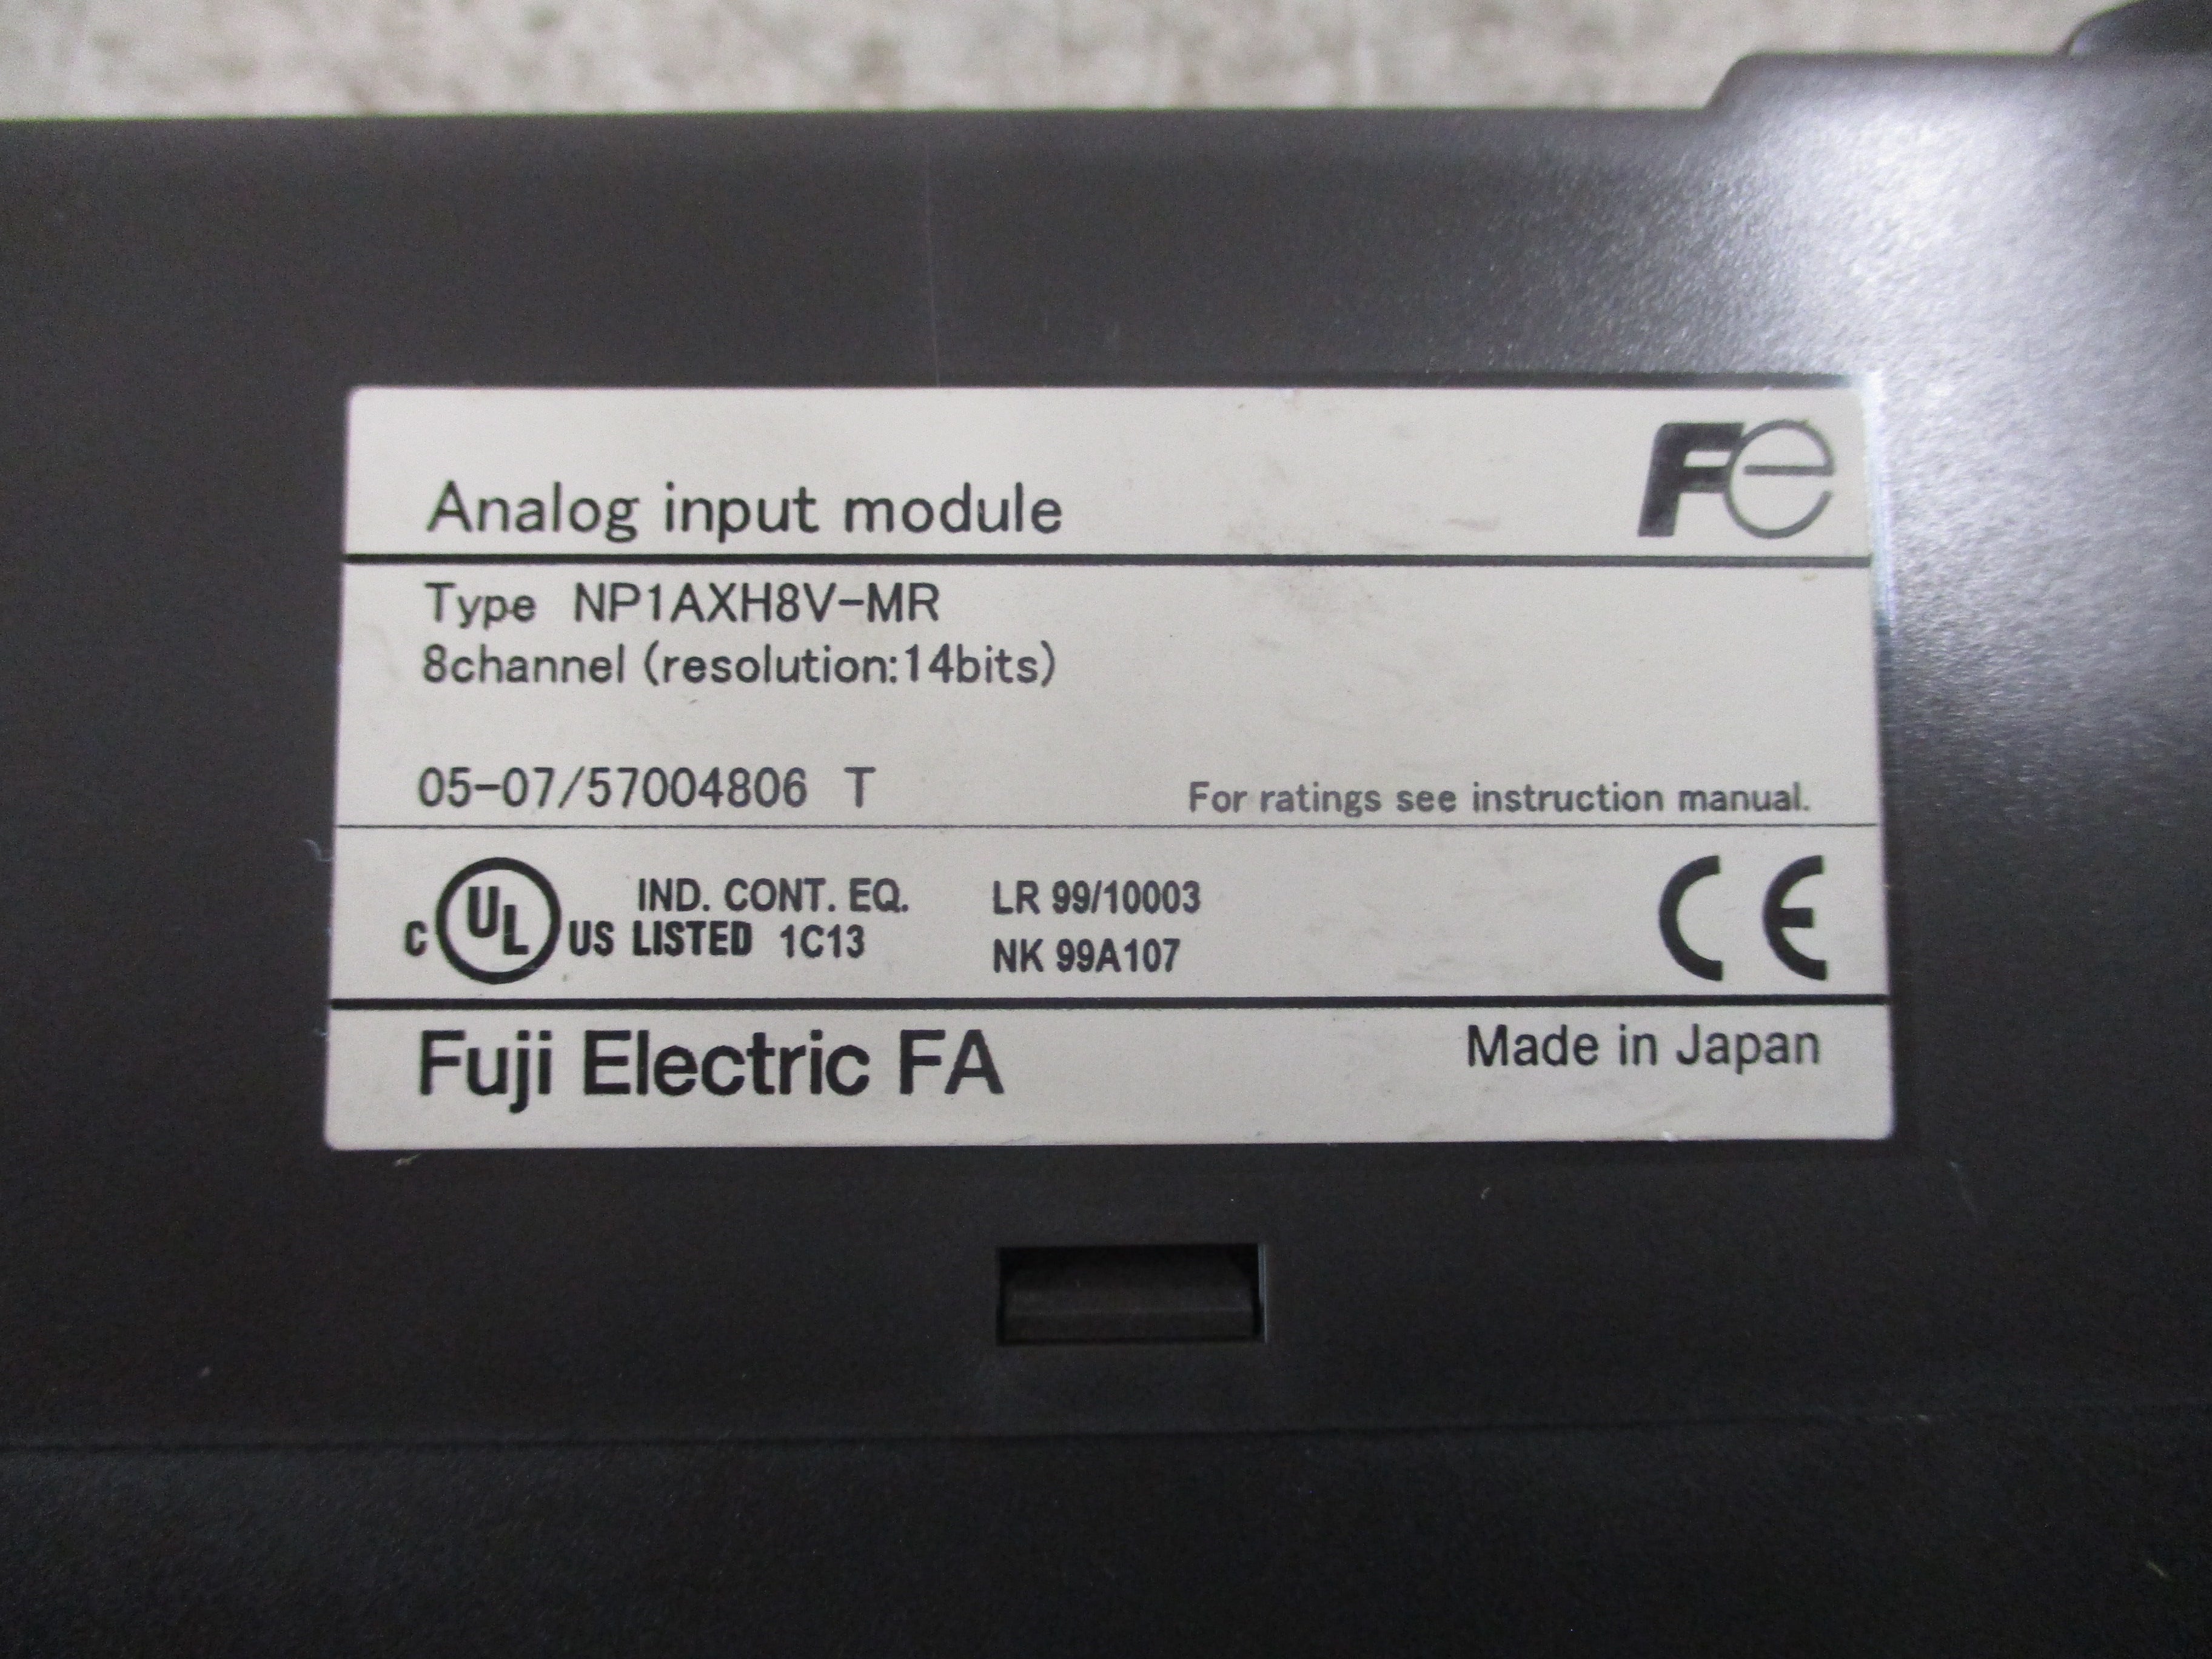 Fe
Analog input module
Type NP1AXH8V-MR
8channel (resolution:14bits)
05-07/57004806 T
For ratings see instruction manual.
C UL US IND. CONT. EQ.
LISTED 1C13
LR 99/10003
NK 99A107
CE
Fuji Electric FA
Made in Japan